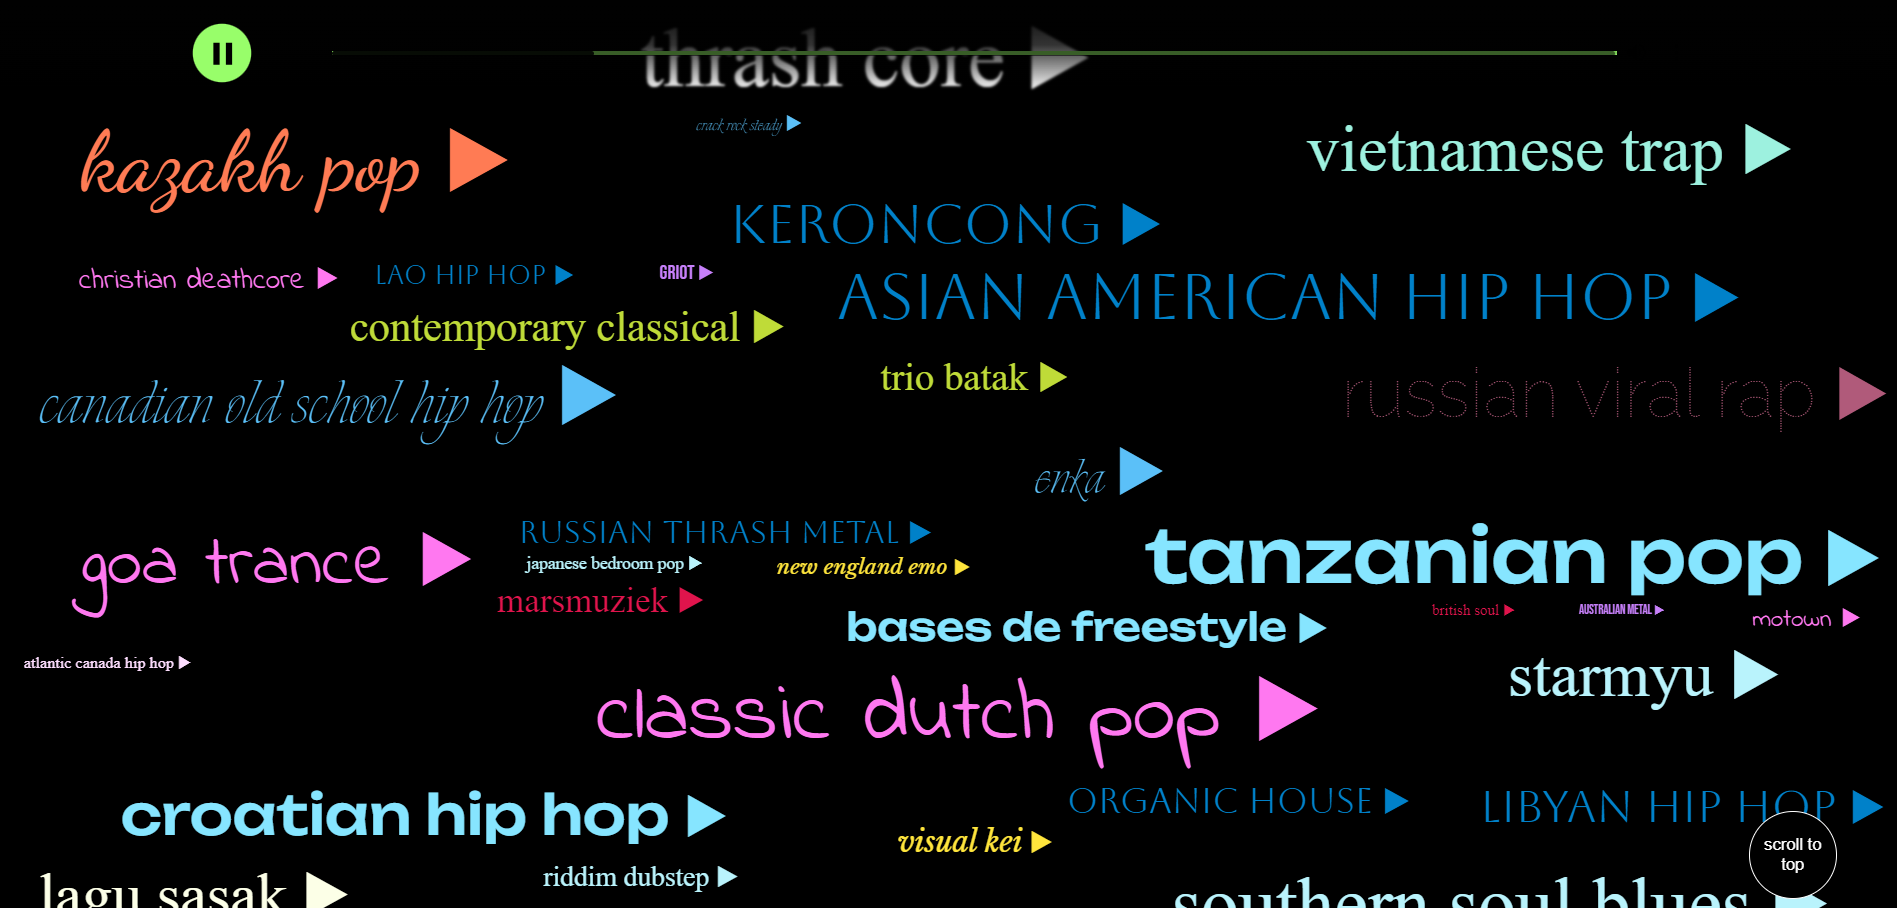 thrash core
crack rock steady
kazakh pop
vietnamese trap
KERONCONG
christian deathcore
LAO HIP HOP
GRIOT
ASIAN AMERICAN HIP HOP
contemporary classical
trio batak
canadian old school hip hop
russian viral rap
enka
goa trance
RUSSIAN THRASH METAL
japanese bedroom pop
new england emo
tanzanian pop
marsmuziek
bases de freestyle
british soul
AUSTRALIAN METAL
motown
atlantic canada hip hop
starmyu
classic dutch pop
croatian hip hop
ORGANIC HOUSE
LIBYAN HIP HOP
visual kei
scroll to
top
riddim dubstep
lagu sasak
southern soul blues